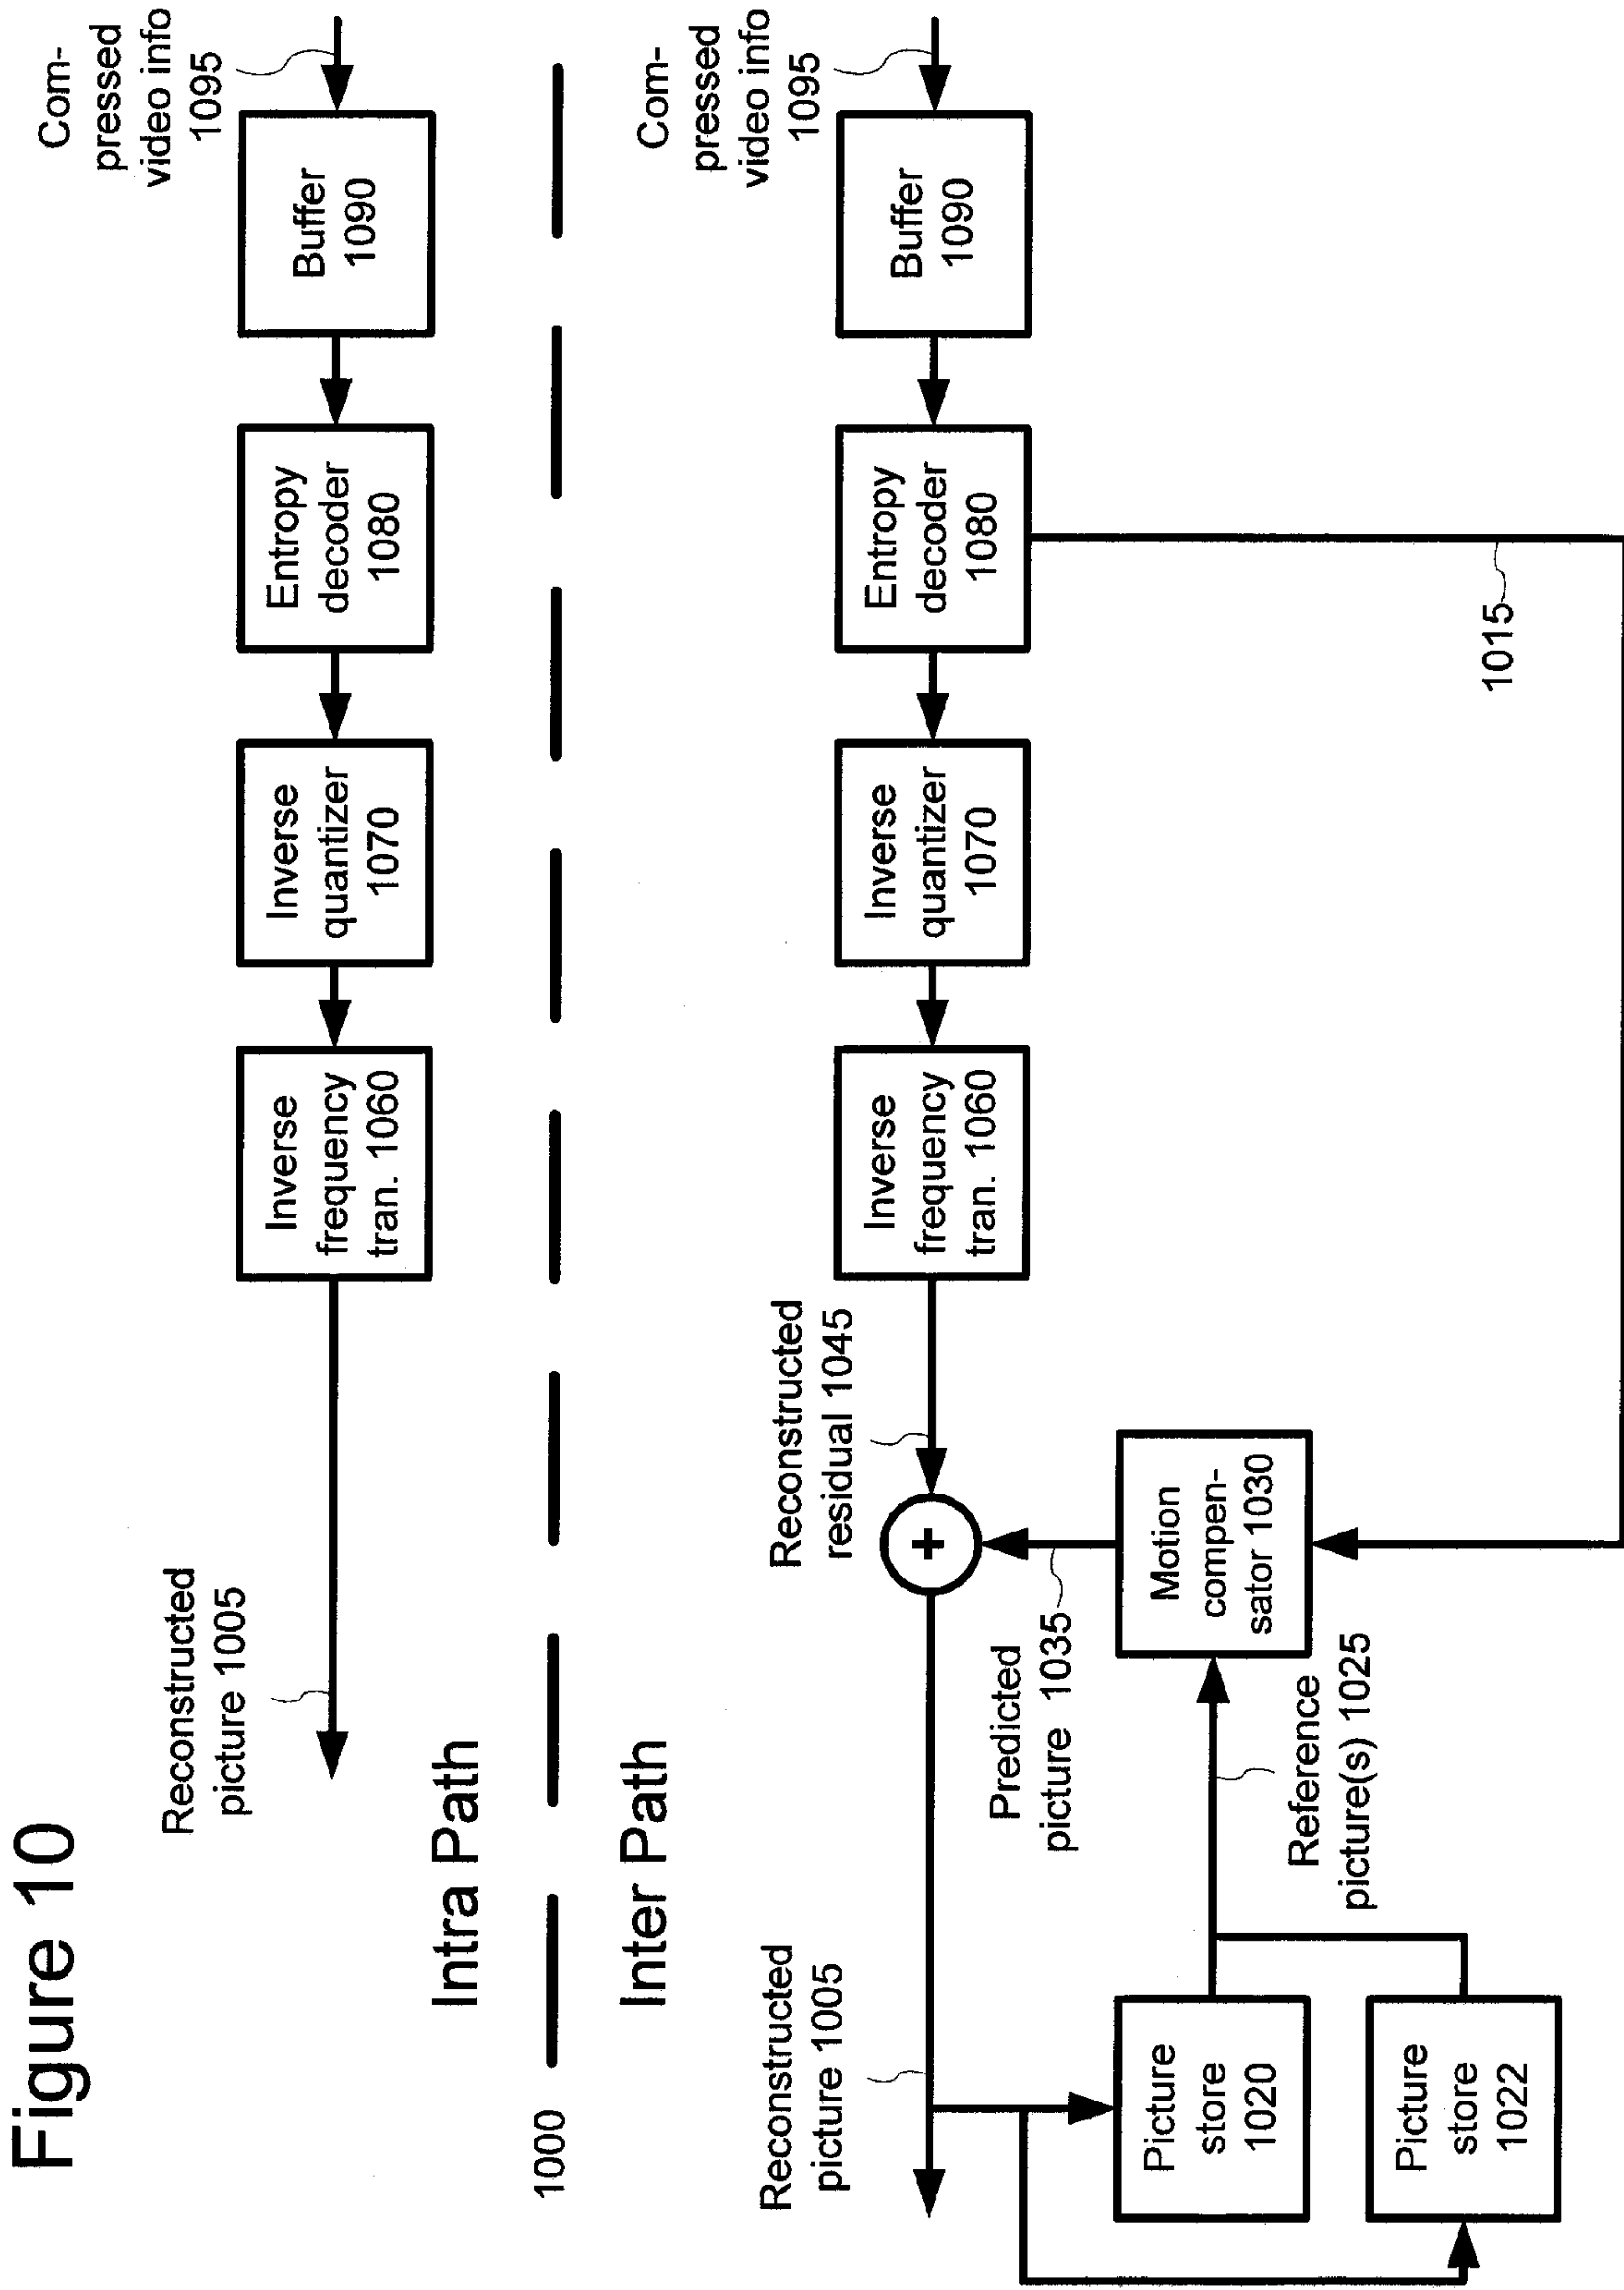 Figure 10
Reconstructed
picture 1005
Inverse
frequency
tran. 1060
Inverse
quantizer
1070
Entropy
decoder
1080
Buffer
1090
Com-
pressed
video info
1095
Intra Path
1000
Inter Path
Reconstructed
picture 1005
Reconstructed
residual 1045
+
Inverse
frequency
tran. 1060
Inverse
quantizer
1070
Entropy
decoder
1080
Buffer
1090
Com-
pressed
video info
1095
Predicted
picture 1035
Motion
compen-
sator 1030
1015
Reference
picture(s) 1025
Picture
store
1020
Picture
store
1022